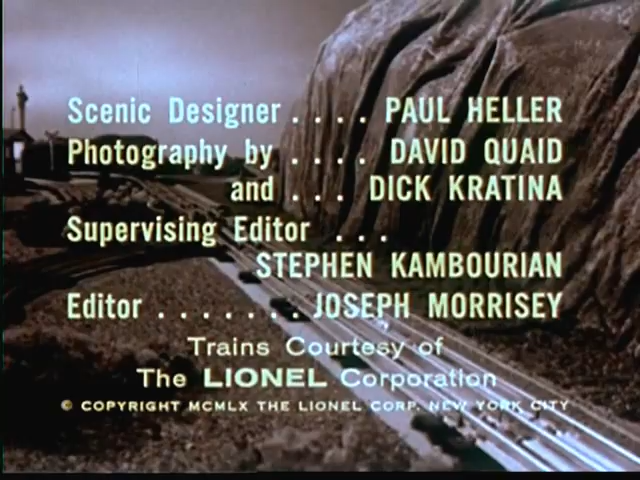 Scenic Designer . . . . PAUL HELLER
Photography by . . . . DAVID QUAID
and . . . DICK KRATINA
Supervising Editor . . .
STEPHEN KAMBOURIAN
Editor . . . . . . . JOSEPH MORRISEY
Trains Courtesy of
The LIONEL Corporation
© COPYRIGHT MCMLX THE LIONEL CORP. NEW YORK CITY